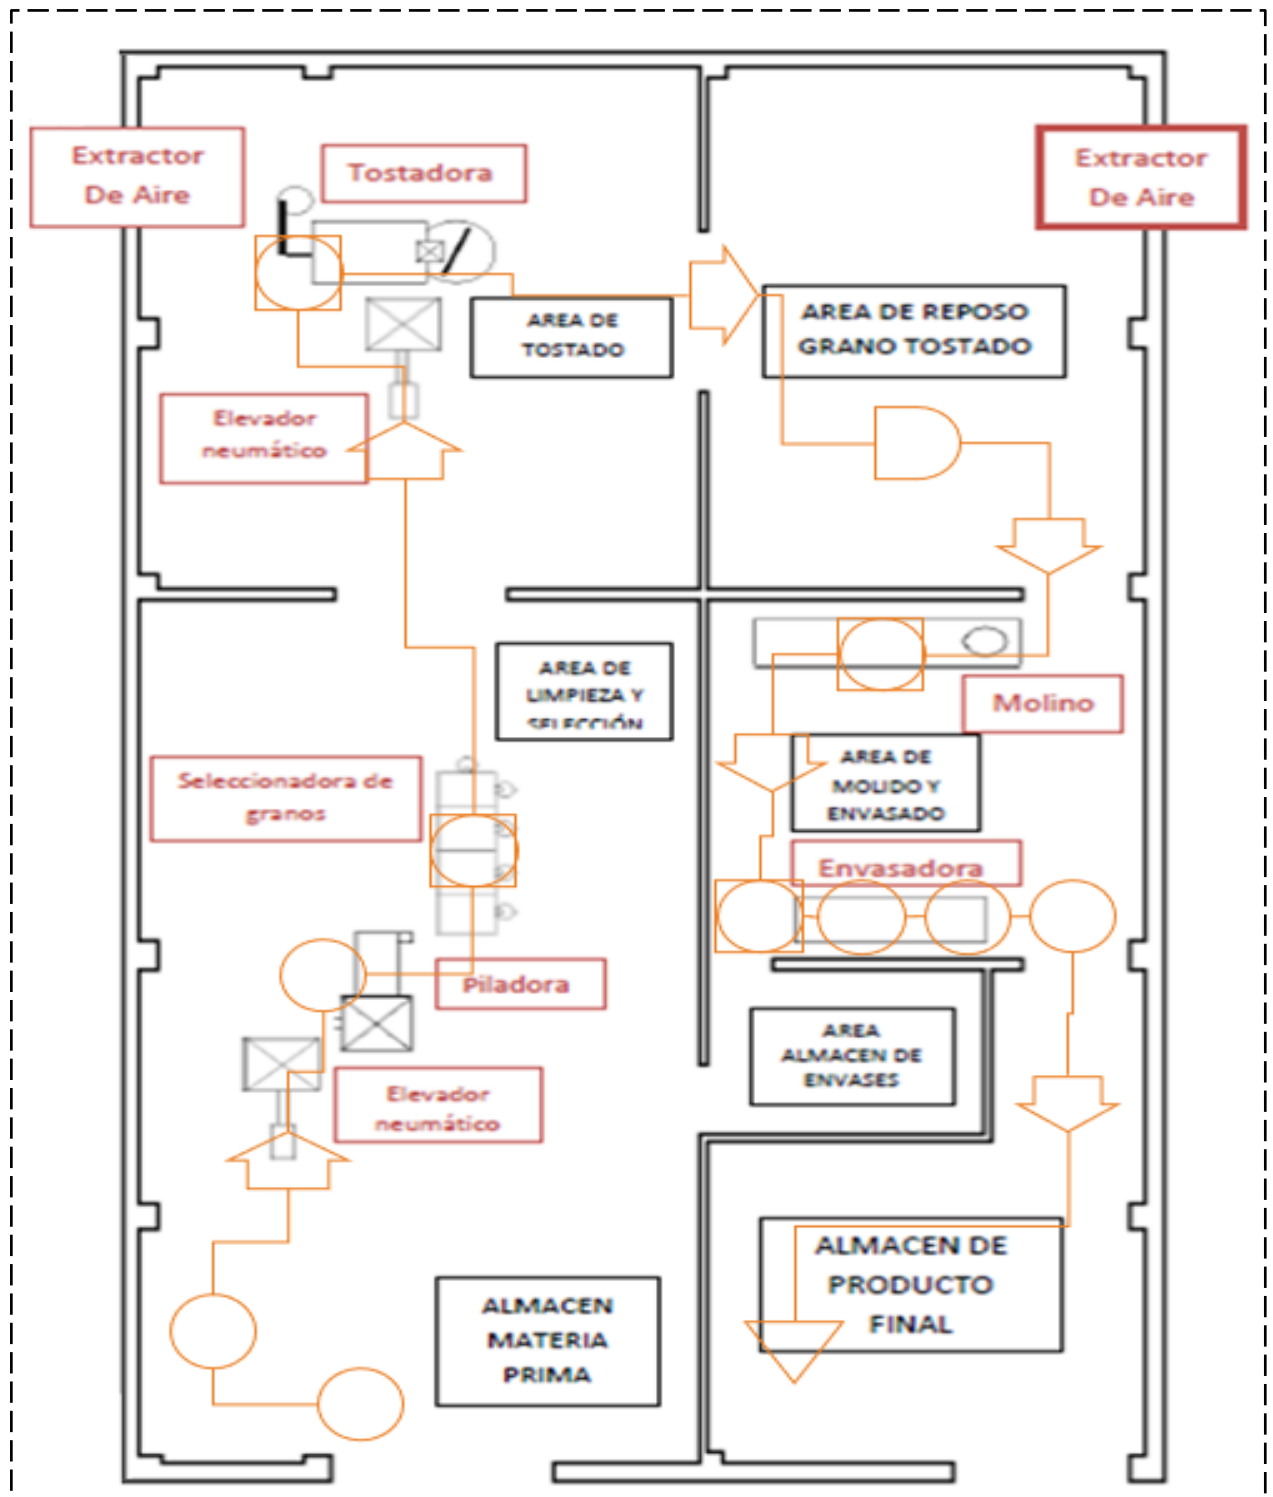 Extractor
De Aire
Tostadora
Extractor
De Aire
AREA DE
TOSTADO
AREA DE REPOSO
GRANO TOSTADO
Elevador
neumático
AREA DE
LIMPIEZA Y
SELECCIÓN
Molino
AREA DE
MOLIDO Y
ENVASADO
Seleccionadora de
granos
Envasadora
Piladora
AREA
ALMACEN DE
ENVASES
Elevador
neumático
ALMACEN DE
PRODUCTO
FINAL
ALMACEN
MATERIA
PRIMA